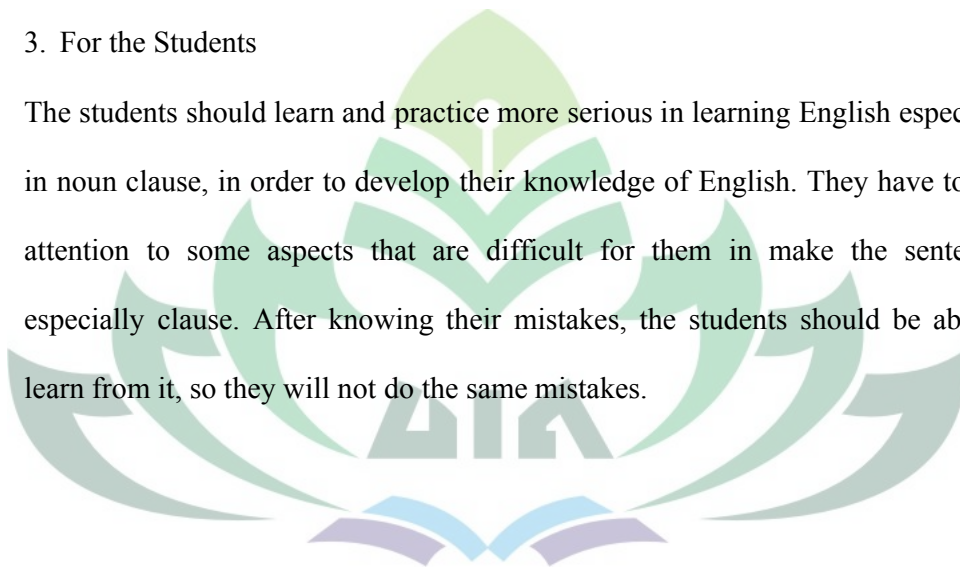 3. For the Students
The students should learn and practice more serious in learning English espec
in noun clause, in order to develop their knowledge of English. They have to
attention to some aspects that are difficult for them in make the sente
especially clause. After knowing their mistakes, the students should be ab
learn from it, so they will not do the same mistakes.